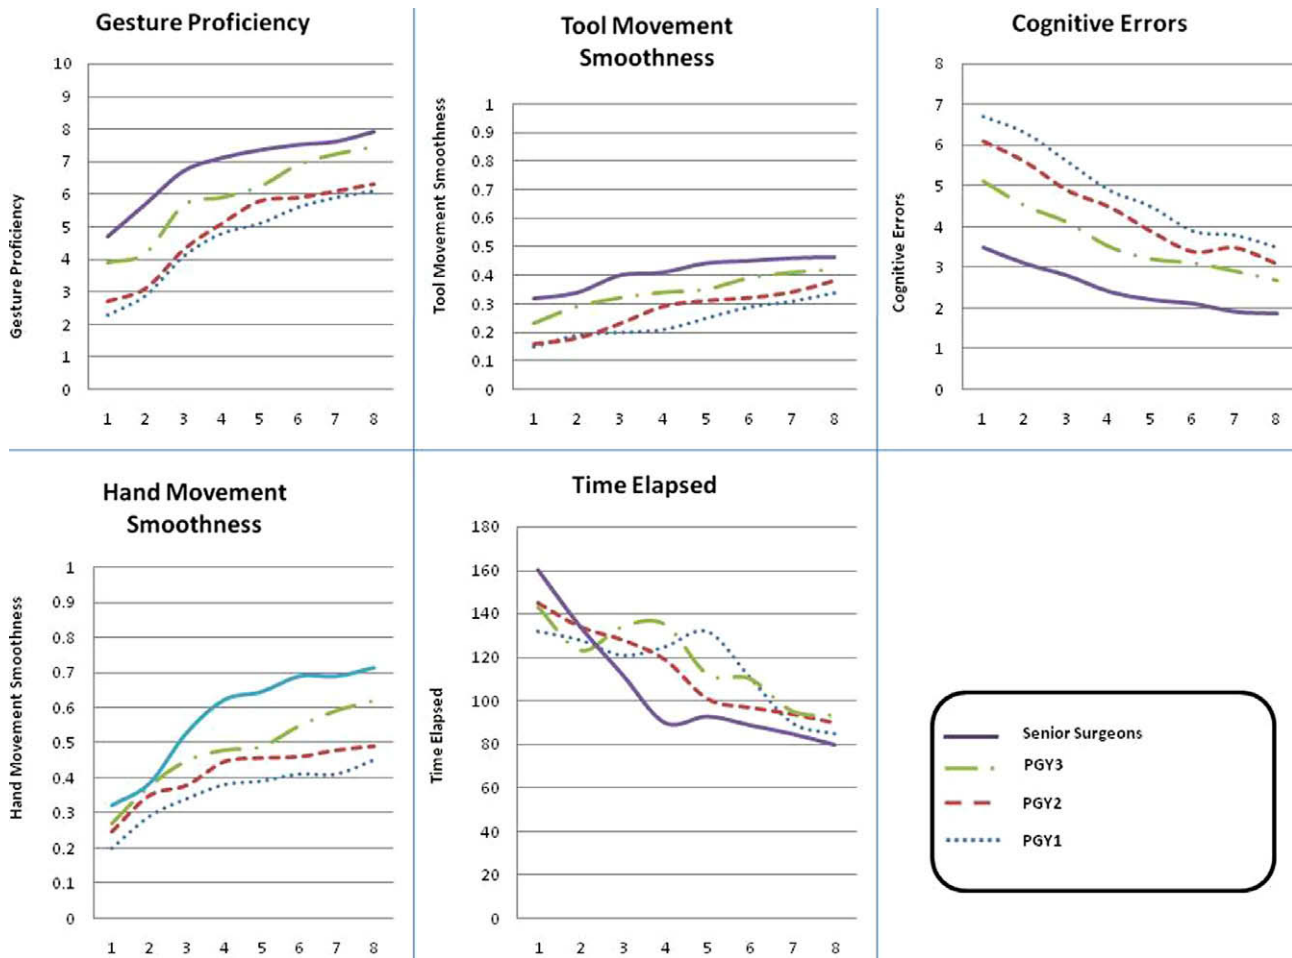 Gesture Proficiency
Gesture Proficiency
10
9
8
7
6
5
4
3
2
1
0
1 2 3 4 5 6 7 8
Tool Movement
Smoothness
Tool Movement Smoothness
1
0.9
0.8
0.7
0.6
0.5
0.4
0.3
0.2
0.1
0
1 2 3 4 5 6 7 8
Cognitive Errors
Cognitive Errors
8
7
6
5
4
3
2
1
0
1 2 3 4 5 6 7 8
Hand Movement
Smoothness
Hand Movement Smoothness
1
0.9
0.8
0.7
0.6
0.5
0.4
0.3
0.2
0.1
0
1 2 3 4 5 6 7 8
Time Elapsed
Time Elapsed
180
160
140
120
100
80
60
40
20
0
1 2 3 4 5 6 7 8
Senior Surgeons
PGY3
PGY2
PGY1